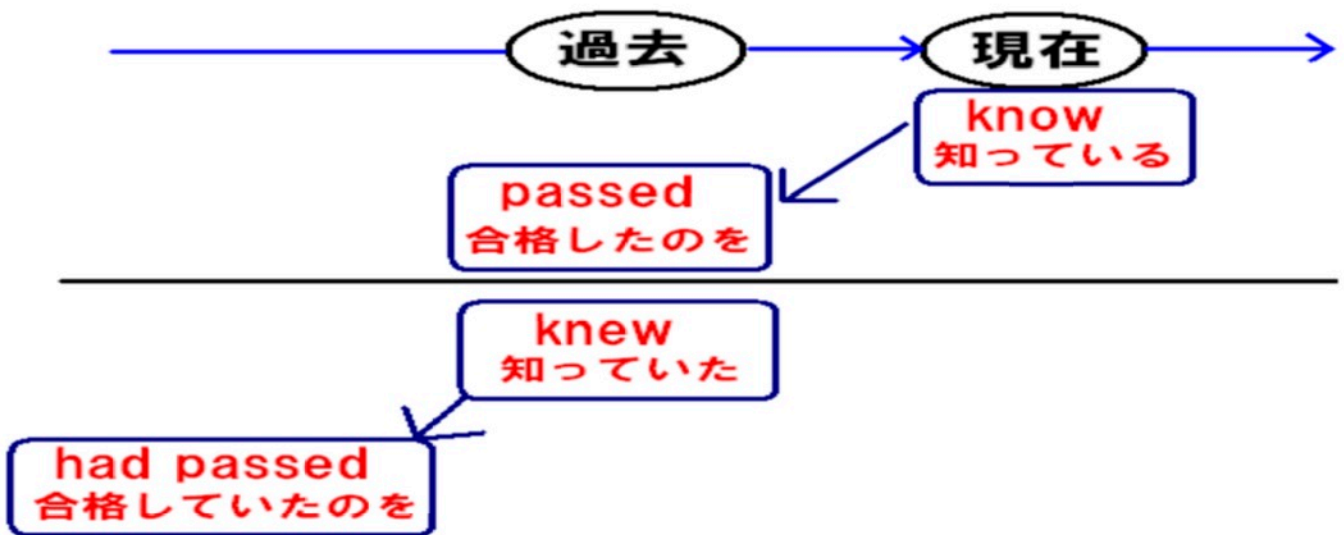 過去
現在
know
知っている
passed
合格したのを
knew
知っていた
had passed
合格していたのを